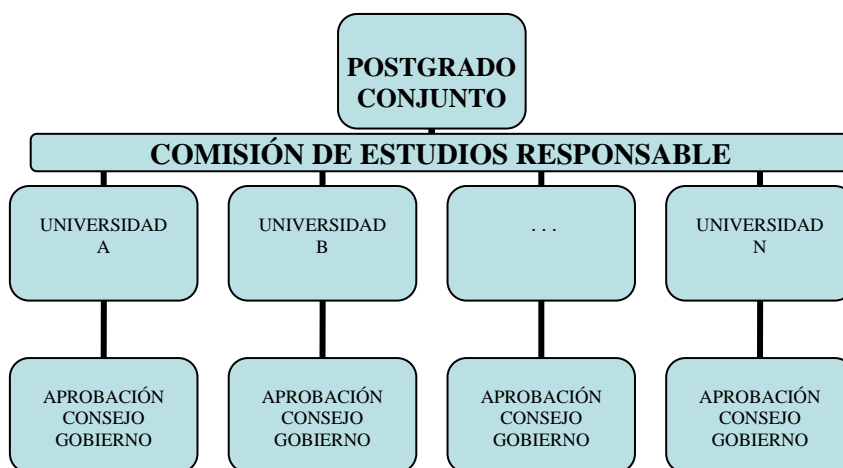 POSTGRADO
CONJUNTO
COMISIÓN DE ESTUDIOS RESPONSABLE
UNIVERSIDAD
A
UNIVERSIDAD
B
. . .
UNIVERSIDAD
N
APROBACIÓN
CONSEJO
GOBIERNO
APROBACIÓN
CONSEJO
GOBIERNO
APROBACIÓN
CONSEJO
GOBIERNO
APROBACIÓN
CONSEJO
GOBIERNO